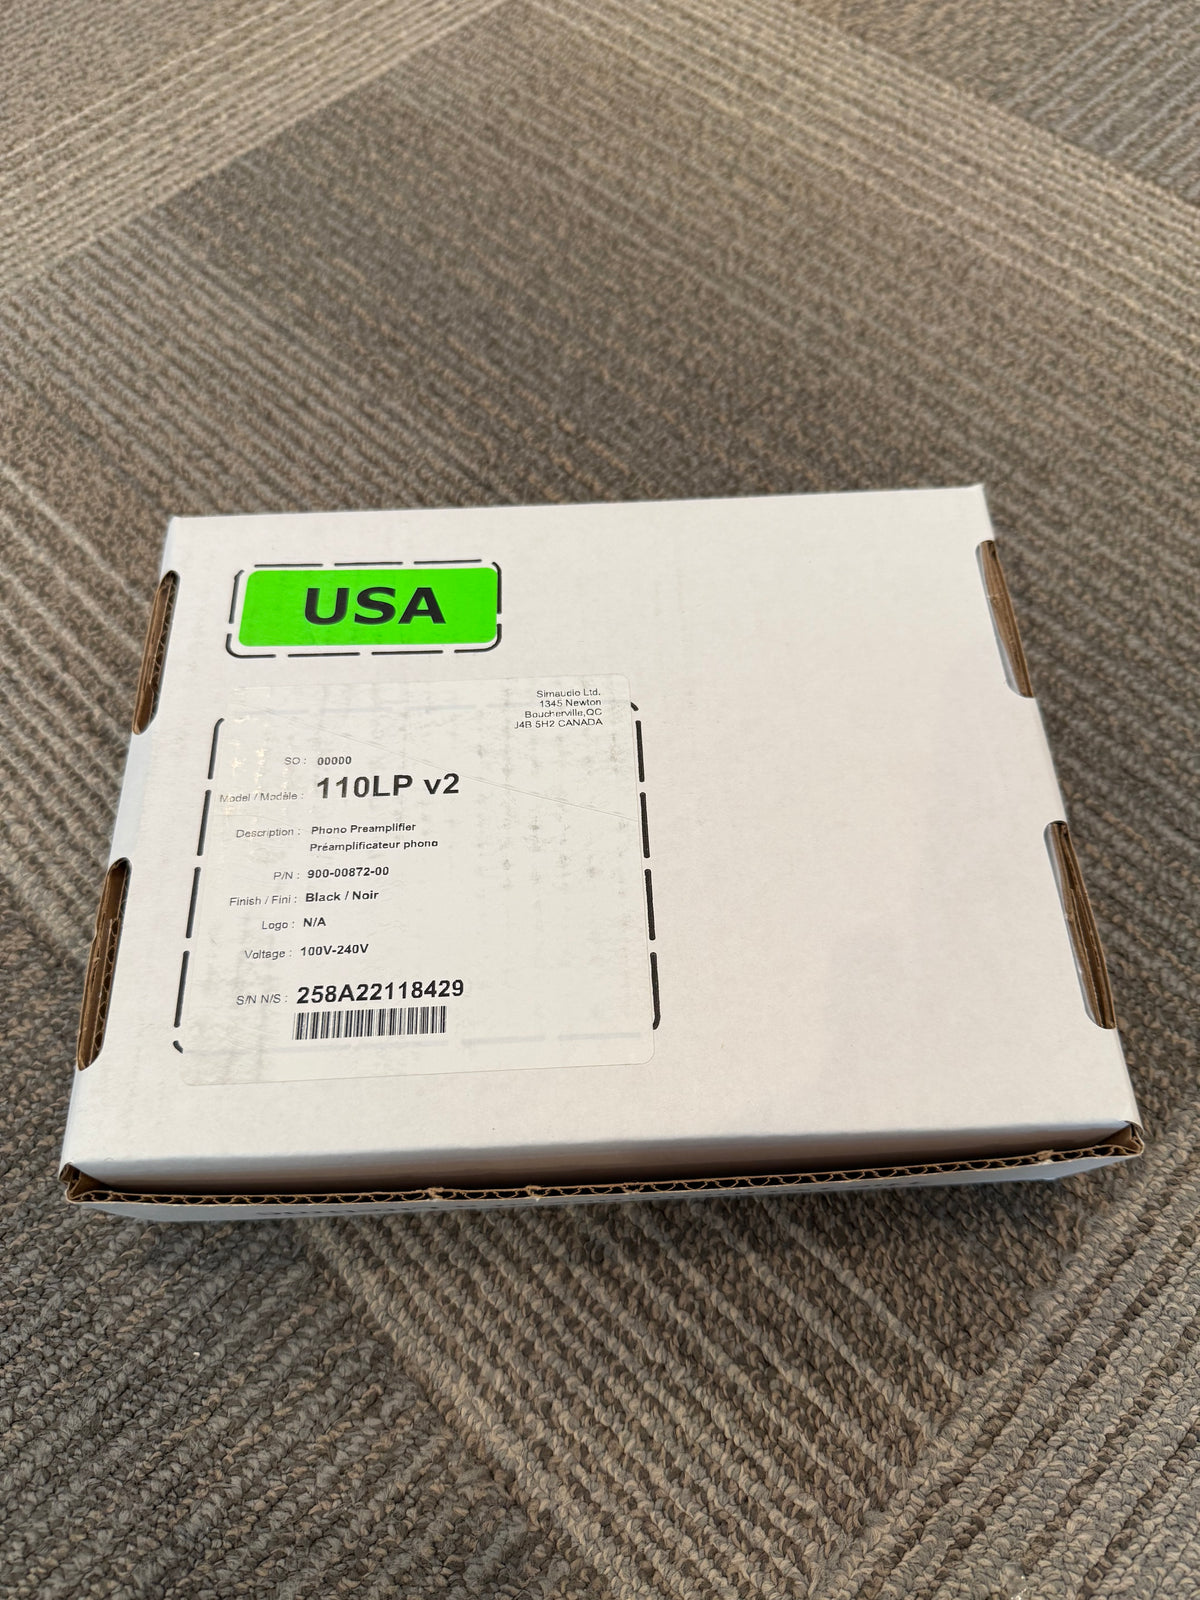 USA
Simaudio Ltd.
1345 Newton
Boucherville,QC
J4B 5H2 CANADA
SO : 00000
Model / Modèle : 110LP v2
Description : Phono Preamplifier
Préamplificateur phono
P/N : 900-00872-00
Finish / Fini : Black / Noir
Logo : N/A
Voltage : 100V-240V
S/N N/S : 258A22118429